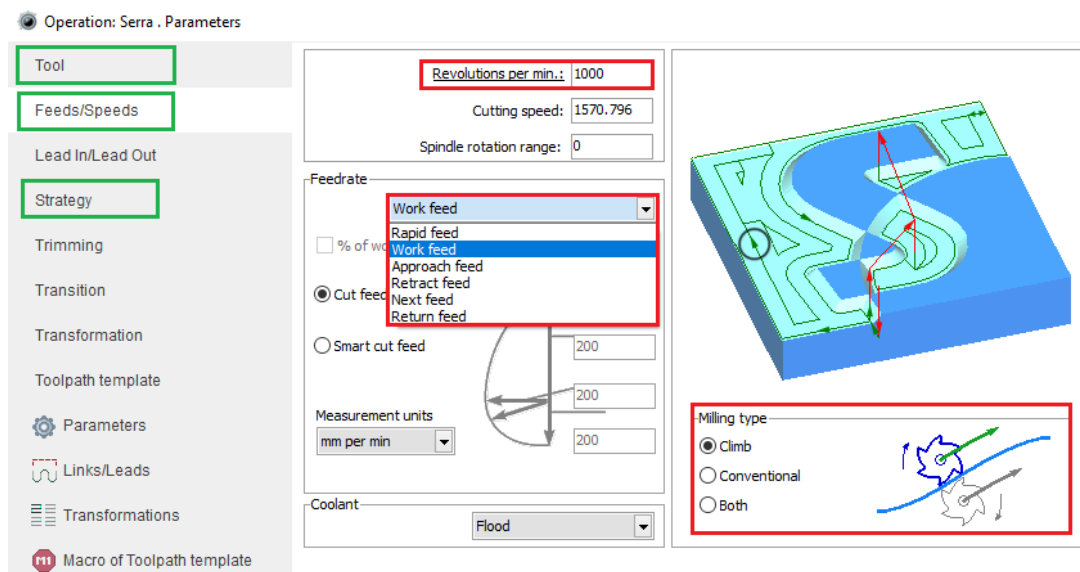 Operation: Serra . Parameters
Tool
Feeds/Speeds
Lead In/Lead Out
Strategy
Trimming
Transition
Transformation
Toolpath template
Parameters
Links/Leads
Transformations
M1 Macro of Toolpath template
Revolutions per min.: 1000
Cutting speed: 1570.796
Spindle rotation range: 0
Feedrate
Work feed
Rapid feed
% of wo
Work feed
Approach feed
Retract feed
Cut feed
Next feed
Return feed
Smart cut feed
200
200
Measurement units
mm per min
200
Coolant
Flood
Milling type
Climb
Conventional
Both